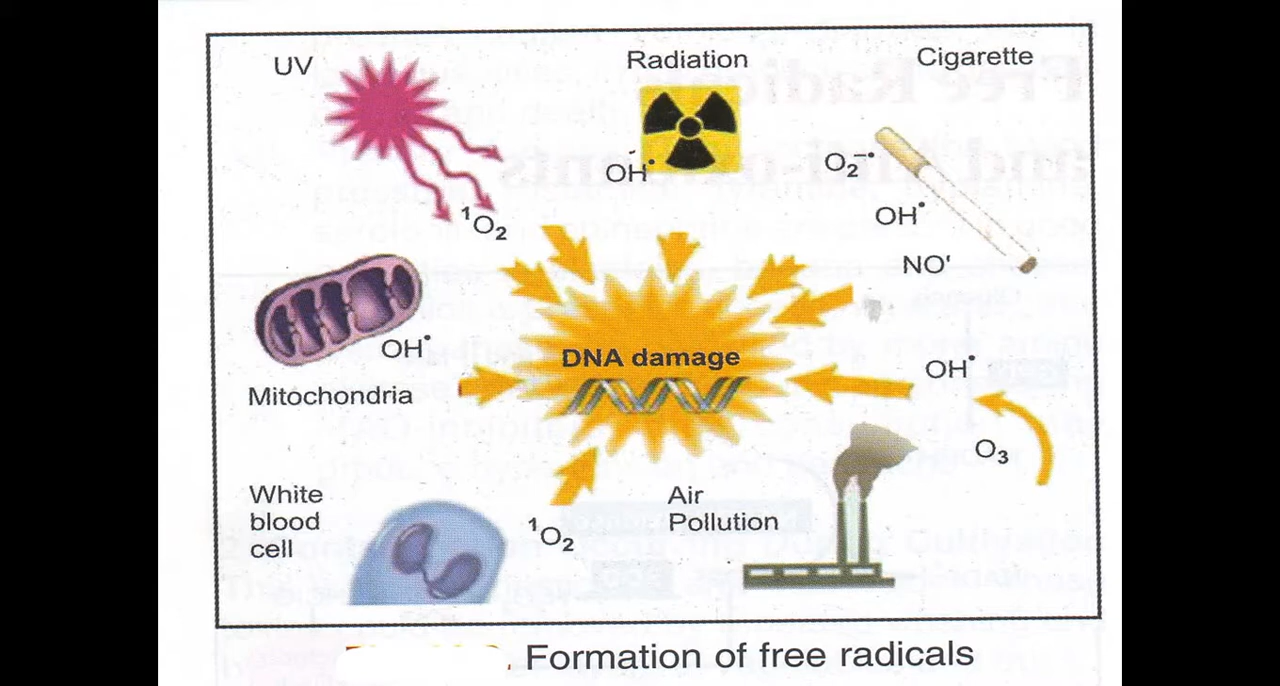 UV
Radiation
Cigarette
OH•
O₂⁻•
OH•
NO'
¹O₂
OH•
Mitochondria
DNA damage
OH•
O₃
White
blood
cell
¹O₂
Air
Pollution
Formation of free radicals